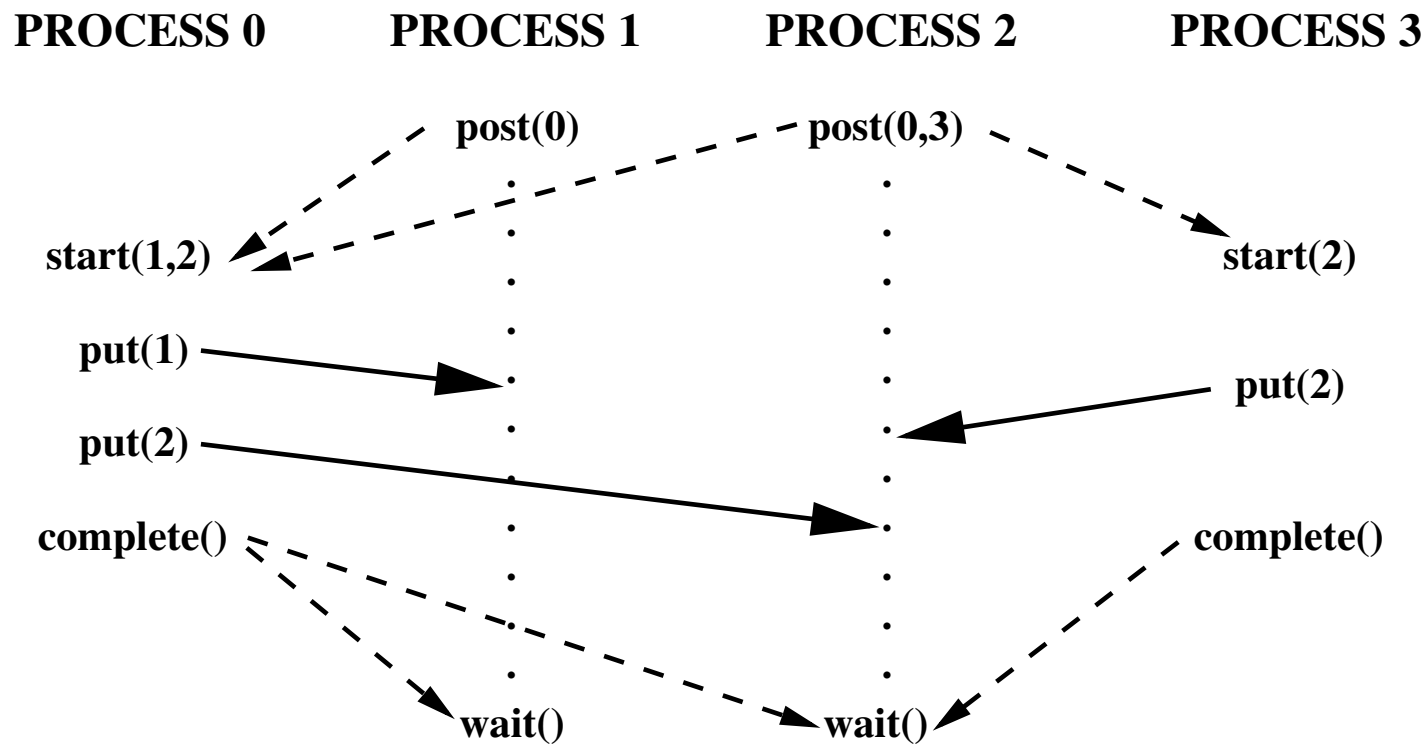 PROCESS 0 PROCESS 1 PROCESS 2 PROCESS 3
post(0) post(0,3)
start(1,2) start(2)
put(1)
put(2)
put(2)
complete() complete()
wait() wait()